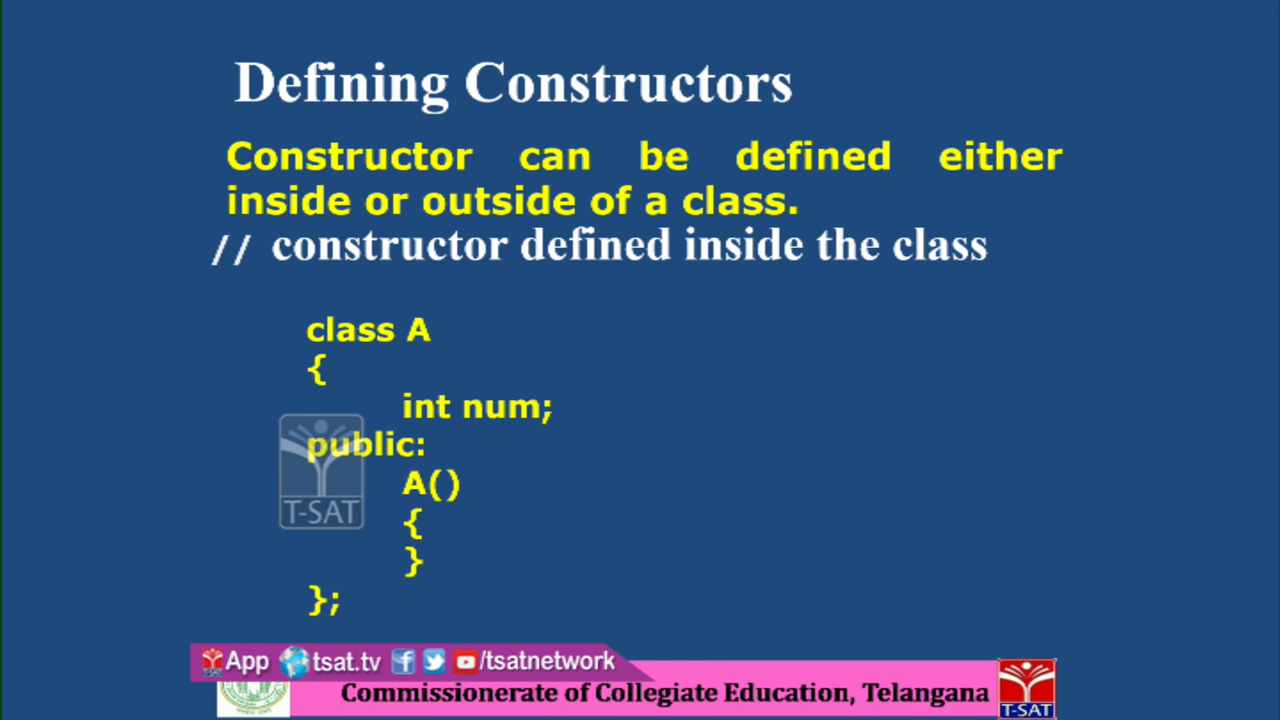 Defining Constructors
Constructor can be defined either
inside or outside of a class.
// constructor defined inside the class
class A
{
int num;
public:
A()
{
}
};
T-SAT
App tsat.tv /tsatnetwork
Commissionerate of Collegiate Education, Telangana
T-SAT